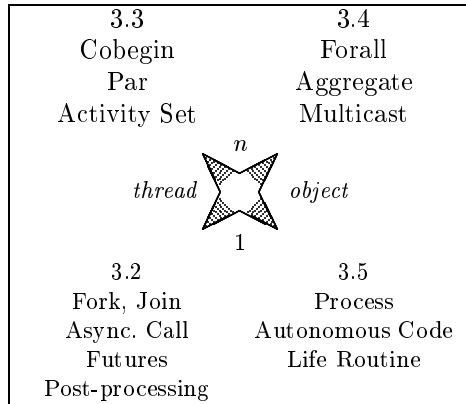 3.3
Cobegin
Par
Activity Set
3.4
Forall
Aggregate
Multicast
n
thread
object
1
3.2
Fork, Join
Async. Call
Futures
Post-processing
3.5
Process
Autonomous Code
Life Routine